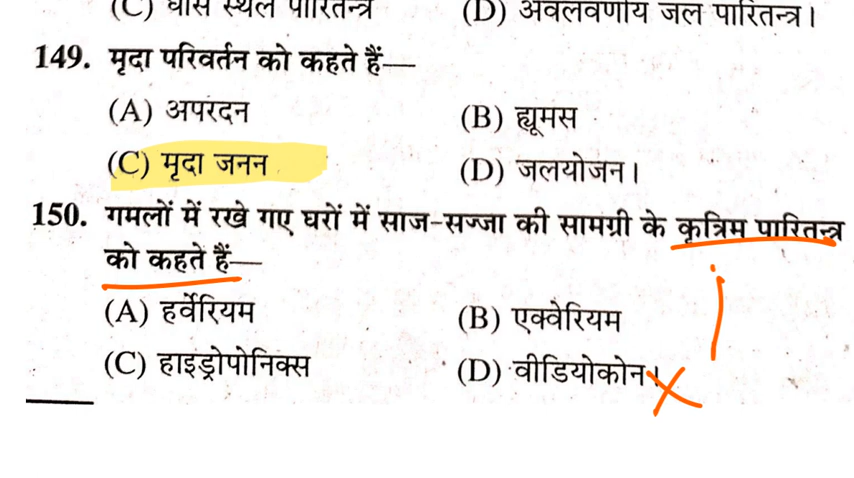 (C) घास स्थल पारितन्त्र (D) अवलवणीय जल पारितन्त्र।
149. मृदा परिवर्तन को कहते हैं—
(A) अपरदन (B) ह्यूमस
(C) मृदा जनन (D) जलयोजन।
150. गमलों में रखे गए घरों में साज-सज्जा की सामग्री के कृत्रिम पारितन्त्र
को कहते हैं—
(A) हर्वेरियम (B) एक्वेरियम
(C) हाइड्रोपोनिक्स (D) वीडियोकोन।